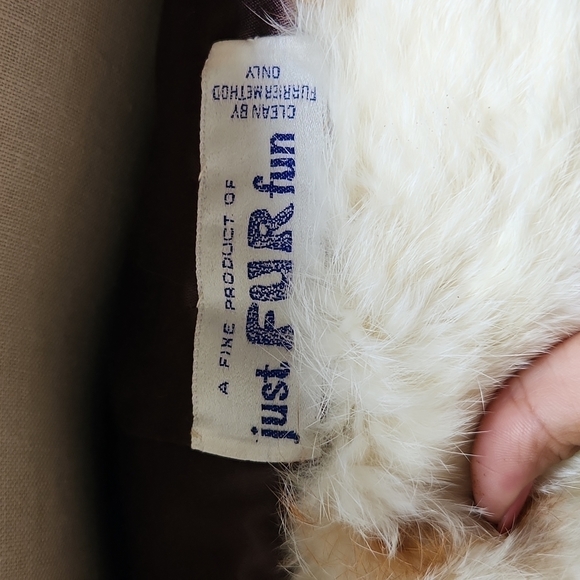 A FINE PRODUCT OF
just FUR fun
CLEAN BY
FURRIER METHOD
ONLY